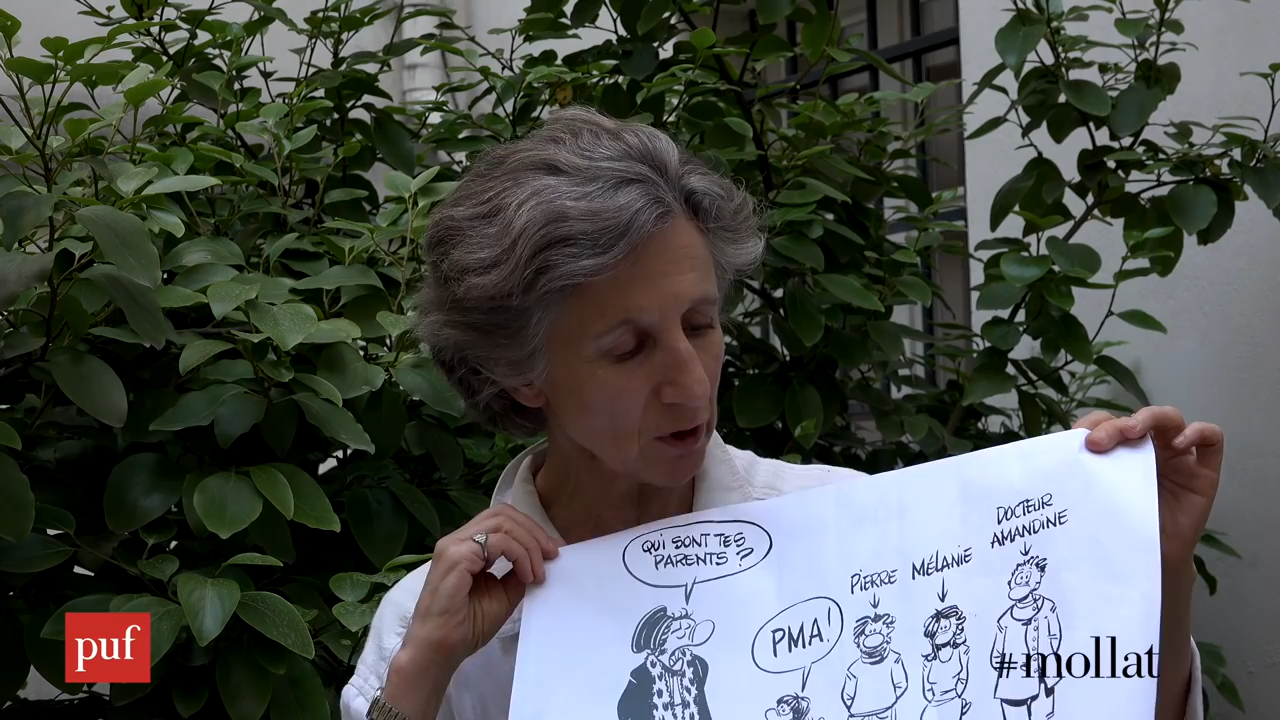 QUI SONT TES
PARENTS ?
PMA!
PIERRE
MÉLANIE
DOCTEUR
AMANDINE
puf
#mollat